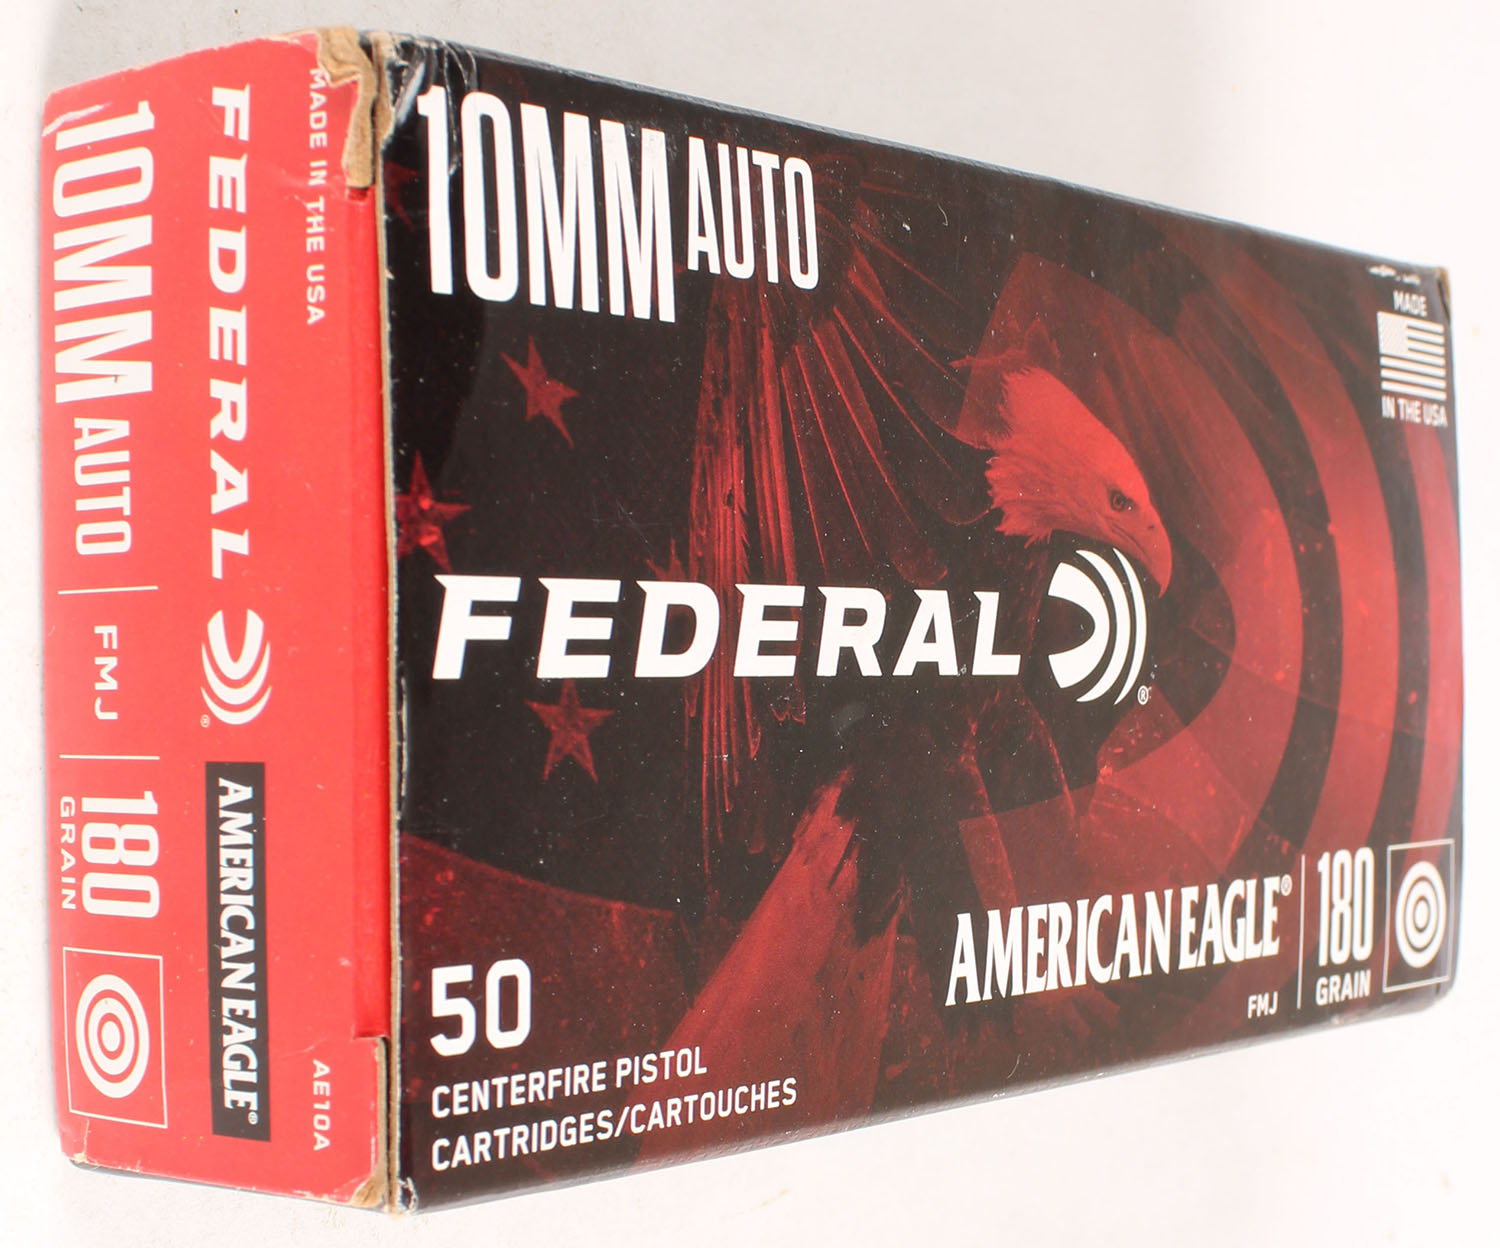 MADE IN THE USA
FEDERAL®
AMERICAN EAGLE®
AE10A
10MM AUTO
FMJ
180
GRAIN
10MM AUTO
MADE
IN THE USA
FEDERAL®
50
CENTERFIRE PISTOL
CARTRIDGES/CARTOUCHES
AMERICAN EAGLE®
FMJ
180
GRAIN